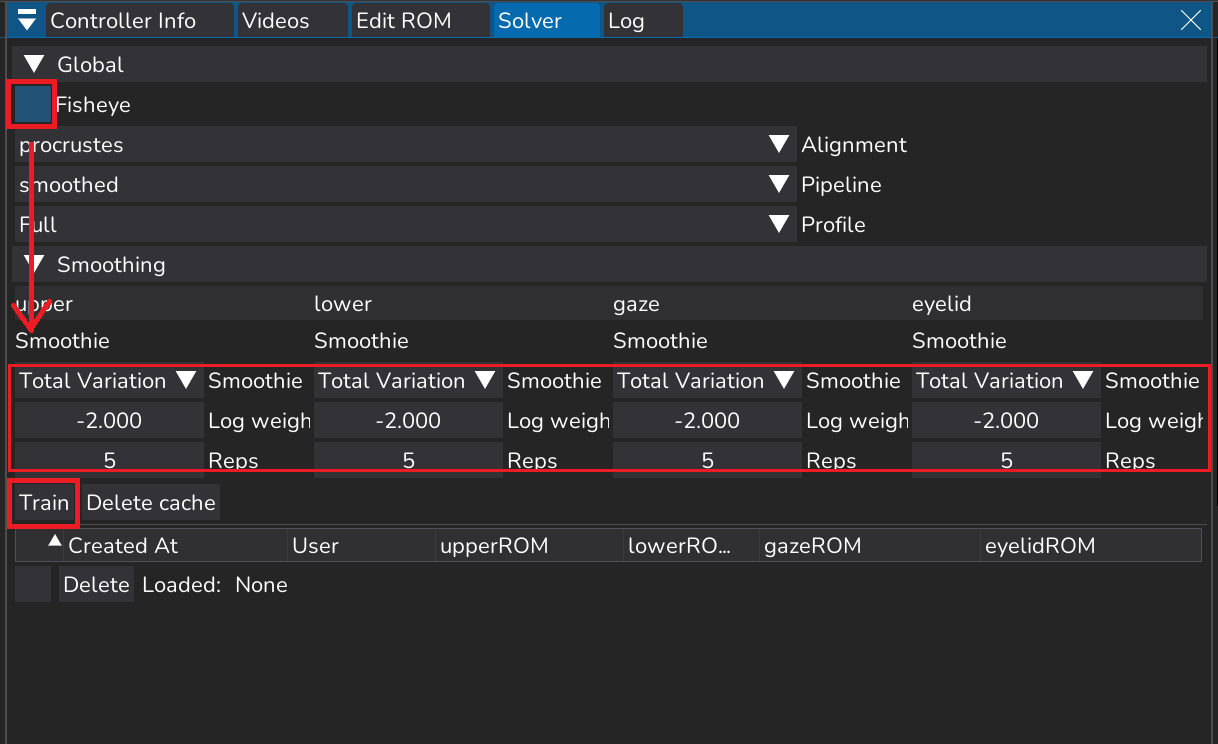 Controller Info Videos Edit ROM Solver Log
Global
Fisheye
procrustes Alignment
smoothed Pipeline
Full Profile
Smoothing
upper lower gaze eyelid
Smoothie Smoothie Smoothie Smoothie
Total Variation Smoothie Total Variation Smoothie Total Variation Smoothie Total Variation Smoothie
-2.000 Log weigh -2.000 Log weigh -2.000 Log weigh -2.000 Log weigh
5 Reps 5 Reps 5 Reps 5 Reps
Train Delete cache
Created At User upperROM lowerRO... gazeROM eyelidROM
Delete Loaded: None